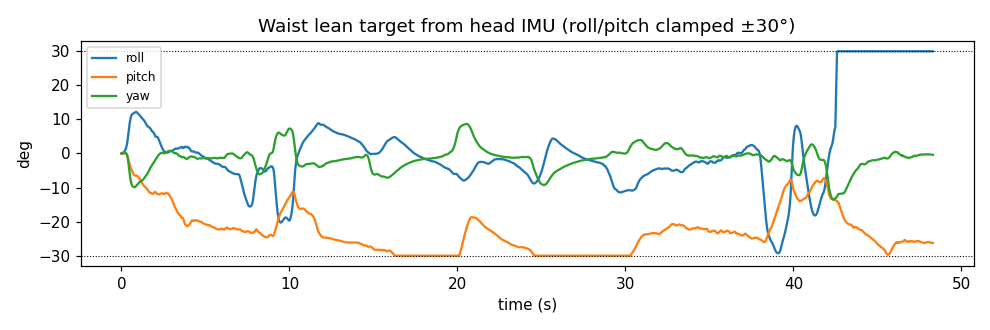 Waist lean target from head IMU (roll/pitch clamped ±30°)
deg
30
20
10
0
−10
−20
−30
roll
pitch
yaw
0 10 20 30 40 50
time (s)